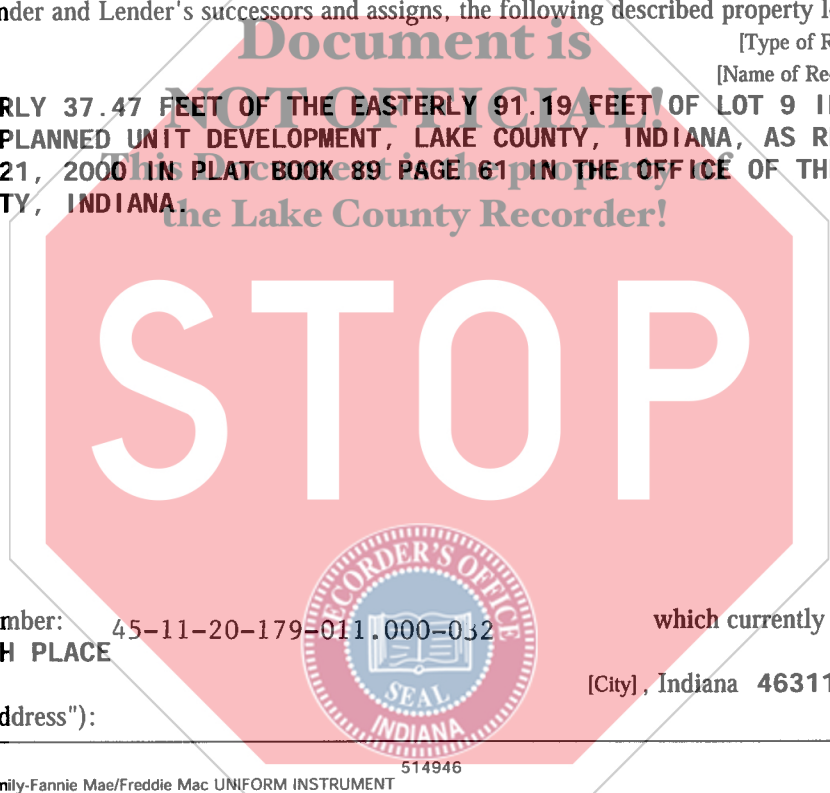 nder and Lender's successors and assigns, the following described property l
Document is
[Type of R
[Name of Re
NOT OFFICIAL!
RLY 37.47 FEET OF THE EASTERLY 91.19 FEET OF LOT 9 I
PLANNED UNIT DEVELOPMENT, LAKE COUNTY, INDIANA, AS R
This Document is the property of
21, 2000 IN PLAT BOOK 89 PAGE 61 IN THE OFFICE OF TH
TY, INDIANA.
the Lake County Recorder!
STOP
RECORDER'S OFFICE
SEAL
INDIANA
mber: 45-11-20-179-011.000-032 which currently
H PLACE
[City], Indiana 46311
ddress"):
514946
mily-Fannie Mae/Freddie Mac UNIFORM INSTRUMENT